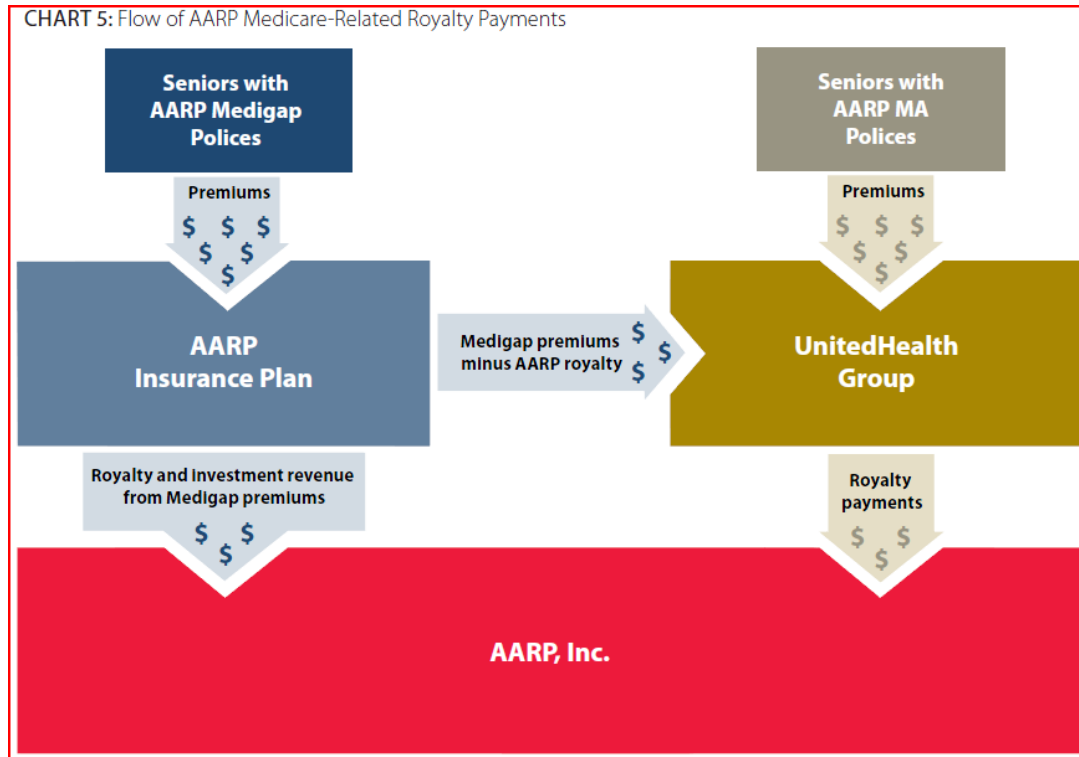 CHART 5: Flow of AARP Medicare-Related Royalty Payments
Seniors with
AARP Medigap
Polices
Seniors with
AARP MA
Polices
Premiums
$ $ $
$ $
$
Premiums
$ $ $
$ $
$
AARP
Insurance Plan
Medigap premiums
minus AARP royalty
$
$
$
UnitedHealth
Group
Royalty and investment revenue
from Medigap premiums
$ $
$
Royalty
payments
$ $
$
AARP, Inc.